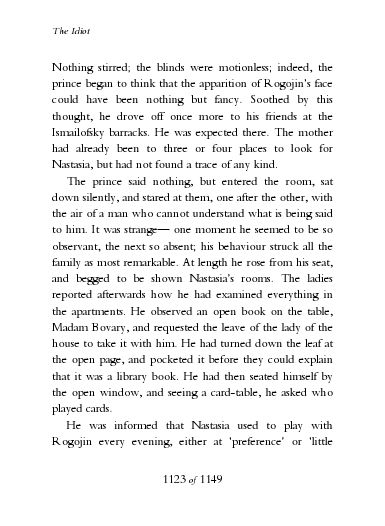 The Idiot
Nothing stirred; the blinds were motionless; indeed, the
prince began to think that the apparition of Rogojin's face
could have been nothing but fancy. Soothed by this
thought, he drove off once more to his friends at the
Ismailofsky barracks. He was expected there. The mother
had already been to three or four places to look for
Nastasia, but had not found a trace of any kind.
The prince said nothing, but entered the room, sat
down silently, and stared at them, one after the other, with
the air of a man who cannot understand what is being said
to him. It was strange— one moment he seemed to be so
observant, the next so absent; his behaviour struck all the
family as most remarkable. At length he rose from his seat,
and begged to be shown Nastasia's rooms. The ladies
reported afterwards how he had examined everything in
the apartments. He observed an open book on the table,
Madam Bovary, and requested the leave of the lady of the
house to take it with him. He had turned down the leaf at
the open page, and pocketed it before they could explain
that it was a library book. He had then seated himself by
the open window, and seeing a card-table, he asked who
played cards.
He was informed that Nastasia used to play with
Rogojin every evening, either at 'preference' or 'little
1123 of 1149